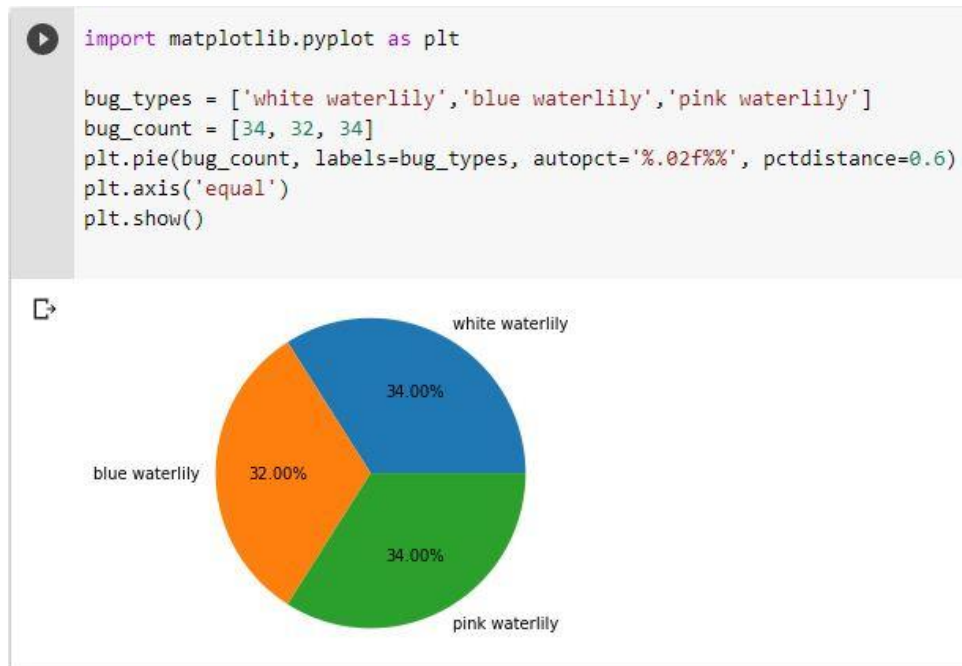 import matplotlib.pyplot as plt
bug_types = ['white waterlily','blue waterlily','pink waterlily']
bug_count = [34, 32, 34]
plt.pie(bug_count, labels=bug_types, autopct='%.02f%%', pctdistance=0.6)
plt.axis('equal')
plt.show()
white waterlily
34.00%
blue waterlily
32.00%
34.00%
pink waterlily